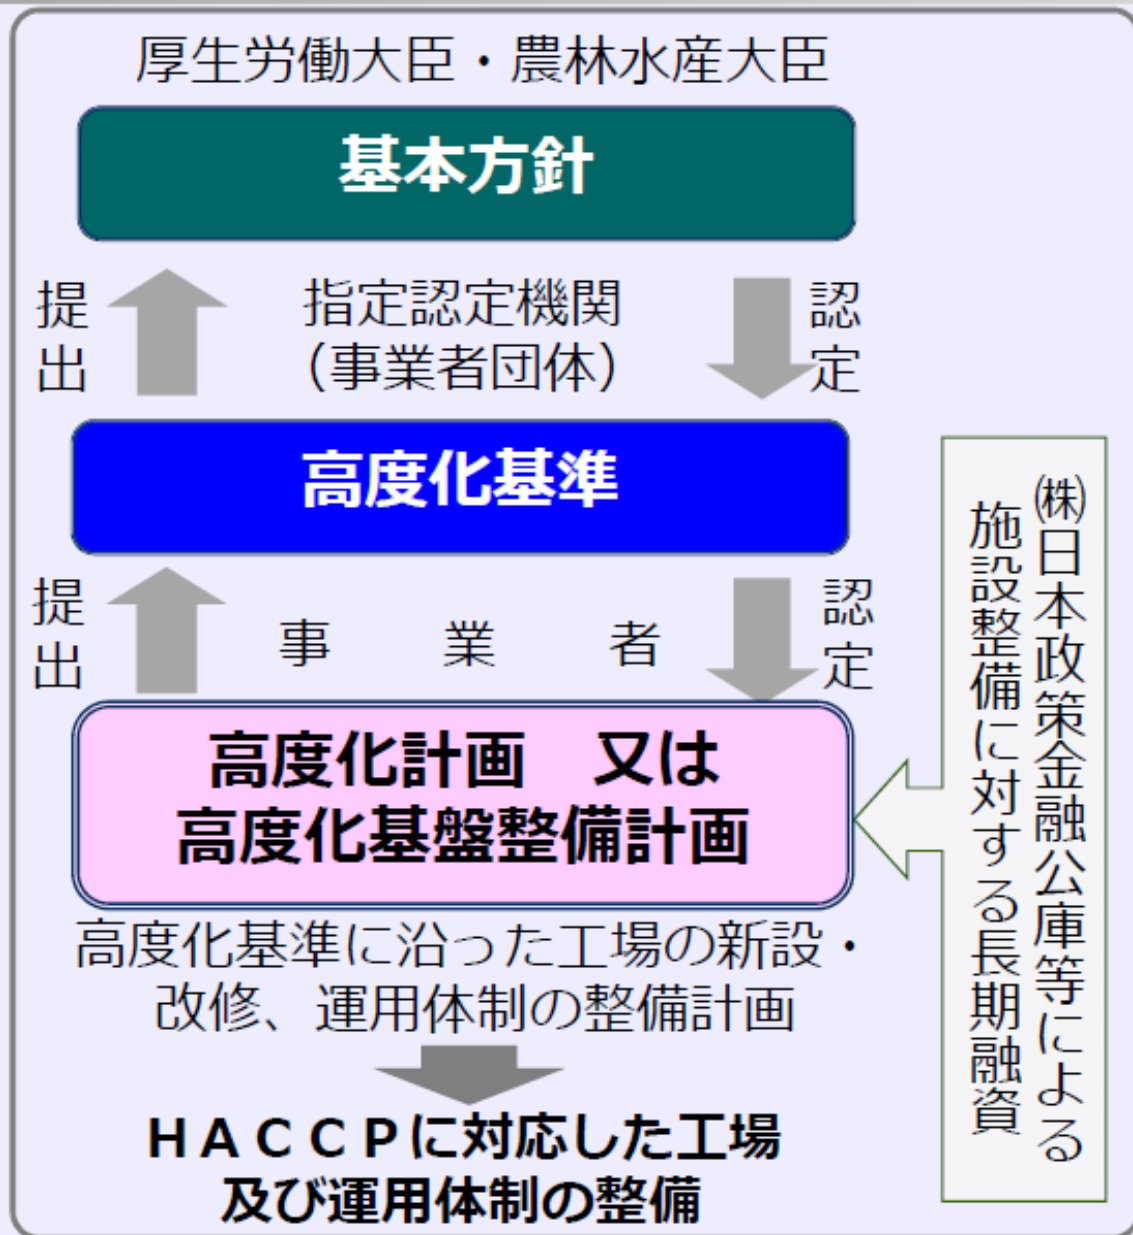 厚生労働大臣・農林水産大臣
基本方針
提出
指定認定機関
（事業者団体）
認定
高度化基準
提出
事　業　者
認定
高度化計画　又は
高度化基盤整備計画
高度化基準に沿った工場の新設・
改修、運用体制の整備計画
ＨＡＣＣＰに対応した工場
及び運用体制の整備
㈱日本政策金融公庫等による
施設整備に対する長期融資